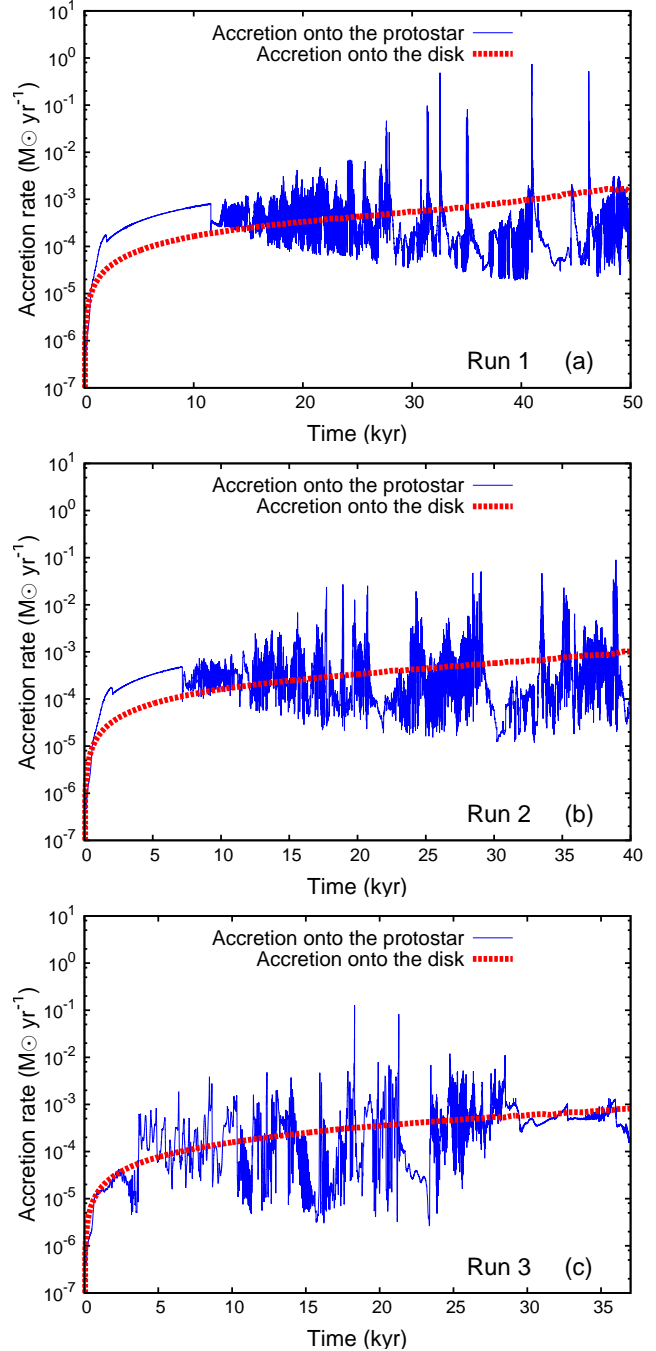 Accretion onto the protostar
Accretion onto the disk
Accretion rate (M⊙ yr⁻¹)
10¹
10⁰
10⁻¹
10⁻²
10⁻³
10⁻⁴
10⁻⁵
10⁻⁶
10⁻⁷
Run 1 (a)
0 10 20 30 40 50
Time (kyr)
Accretion onto the protostar
Accretion onto the disk
Accretion rate (M⊙ yr⁻¹)
10¹
10⁰
10⁻¹
10⁻²
10⁻³
10⁻⁴
10⁻⁵
10⁻⁶
10⁻⁷
Run 2 (b)
0 5 10 15 20 25 30 35 40
Time (kyr)
Accretion onto the protostar
Accretion onto the disk
Accretion rate (M⊙ yr⁻¹)
10¹
10⁰
10⁻¹
10⁻²
10⁻³
10⁻⁴
10⁻⁵
10⁻⁶
10⁻⁷
Run 3 (c)
0 5 10 15 20 25 30 35
Time (kyr)